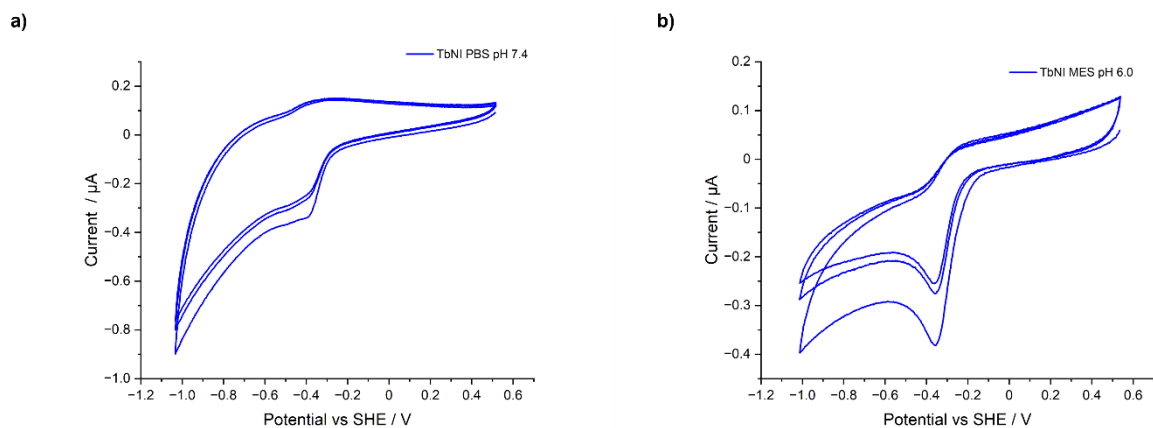 a)
TbNI PBS pH 7.4
0.2
0
−0.2
−0.4
−0.6
−0.8
−1.0
Current / µA
−1.2 −1.0 −0.8 −0.6 −0.4 −0.2 0 0.2 0.4 0.6
Potential vs SHE / V
b)
TbNI MES pH 6.0
0.2
0.1
0
−0.1
−0.2
−0.3
−0.4
Current / µA
−1.2 −1.0 −0.8 −0.6 −0.4 −0.2 0 0.2 0.4 0.6
Potential vs SHE / V